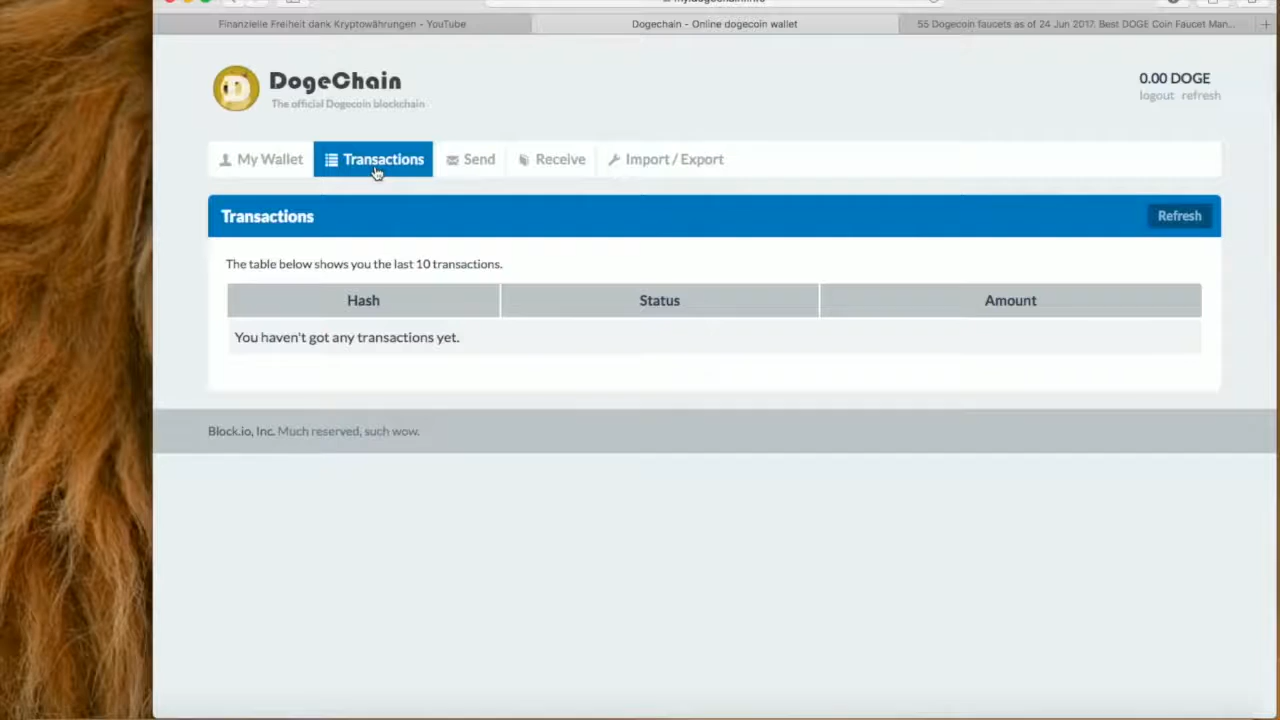 Finanzielle Freiheit dank Kryptowährungen - YouTube
Dogechain - Online dogecoin wallet
55 Dogecoin faucets as of 24 Jun 2017. Best DOGE Coin Faucet Man...
DogeChain
The official Dogecoin blockchain
0.00 DOGE
logout refresh
My Wallet
Transactions
Send
Receive
Import / Export
Transactions
Refresh
The table below shows you the last 10 transactions.
Hash
Status
Amount
You haven't got any transactions yet.
Block.io, Inc. Much reserved, such wow.